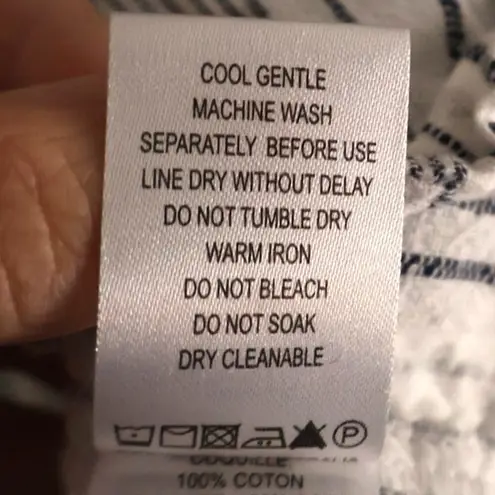 COOL GENTLE
MACHINE WASH
SEPARATELY BEFORE USE
LINE DRY WITHOUT DELAY
DO NOT TUMBLE DRY
WARM IRON
DO NOT BLEACH
DO NOT SOAK
DRY CLEANABLE
P
COQUILLE
100% COTON